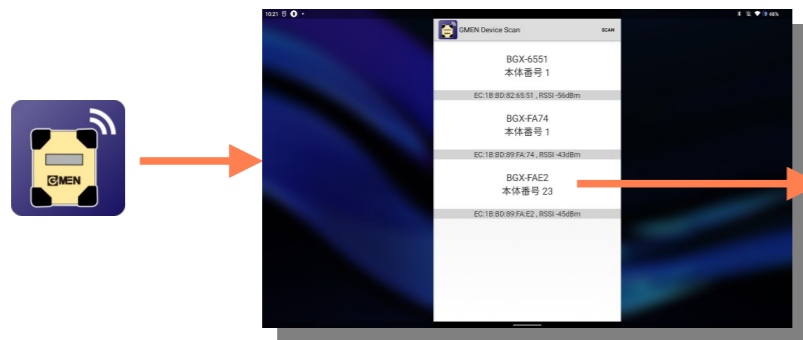 GMEN
10:21
48%
GMEN Device Scan
SCAN
BGX-6551
本体番号 1
EC:1B:BD:82:65:51 , RSSI -56dBm
BGX-FA74
本体番号 1
EC:1B:BD:89:FA:74 , RSSI -43dBm
BGX-FAE2
本体番号 23
EC:1B:BD:89:FA:E2 , RSSI -45dBm